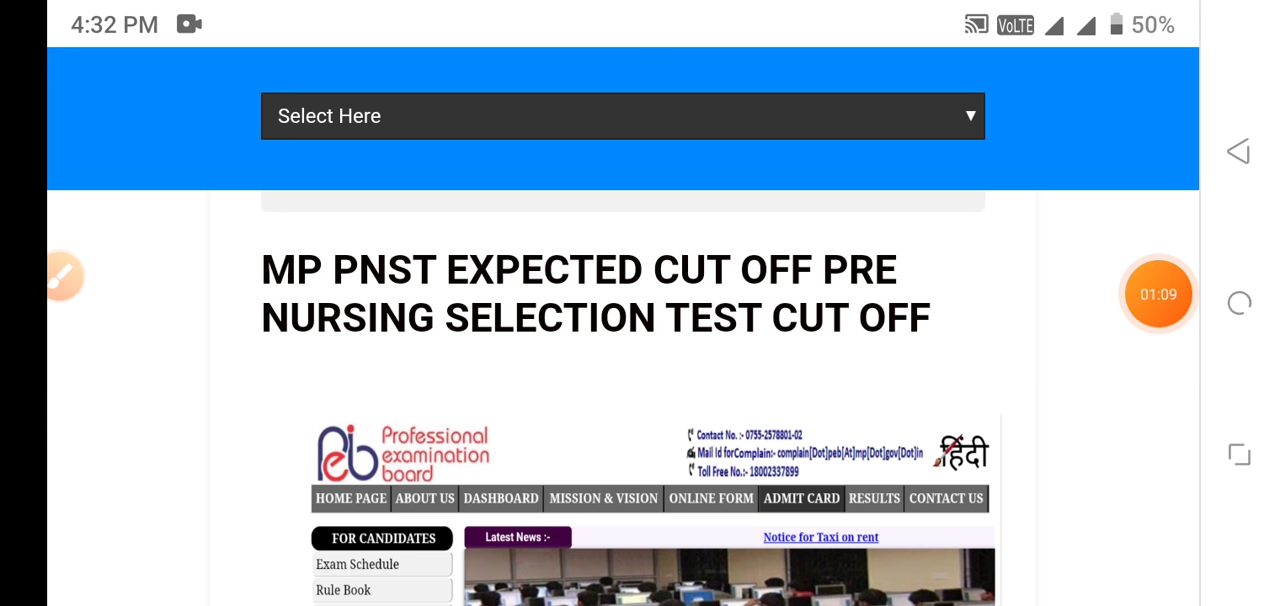 4:32 PM
VoLTE
50%
Select Here
MP PNST EXPECTED CUT OFF PRE
NURSING SELECTION TEST CUT OFF
01:09
Peb Professional
examination
board
Contact No. :- 0755-2578801-02
Mail Id forComplain:- complain[Dot]peb[At]mp[Dot]gov[Dot]in
Toll Free No.:- 18002337899
हिंदी
HOME PAGE ABOUT US DASHBOARD MISSION & VISION ONLINE FORM ADMIT CARD RESULTS CONTACT US
FOR CANDIDATES
Latest News :-
Notice for Taxi on rent
Exam Schedule
Rule Book